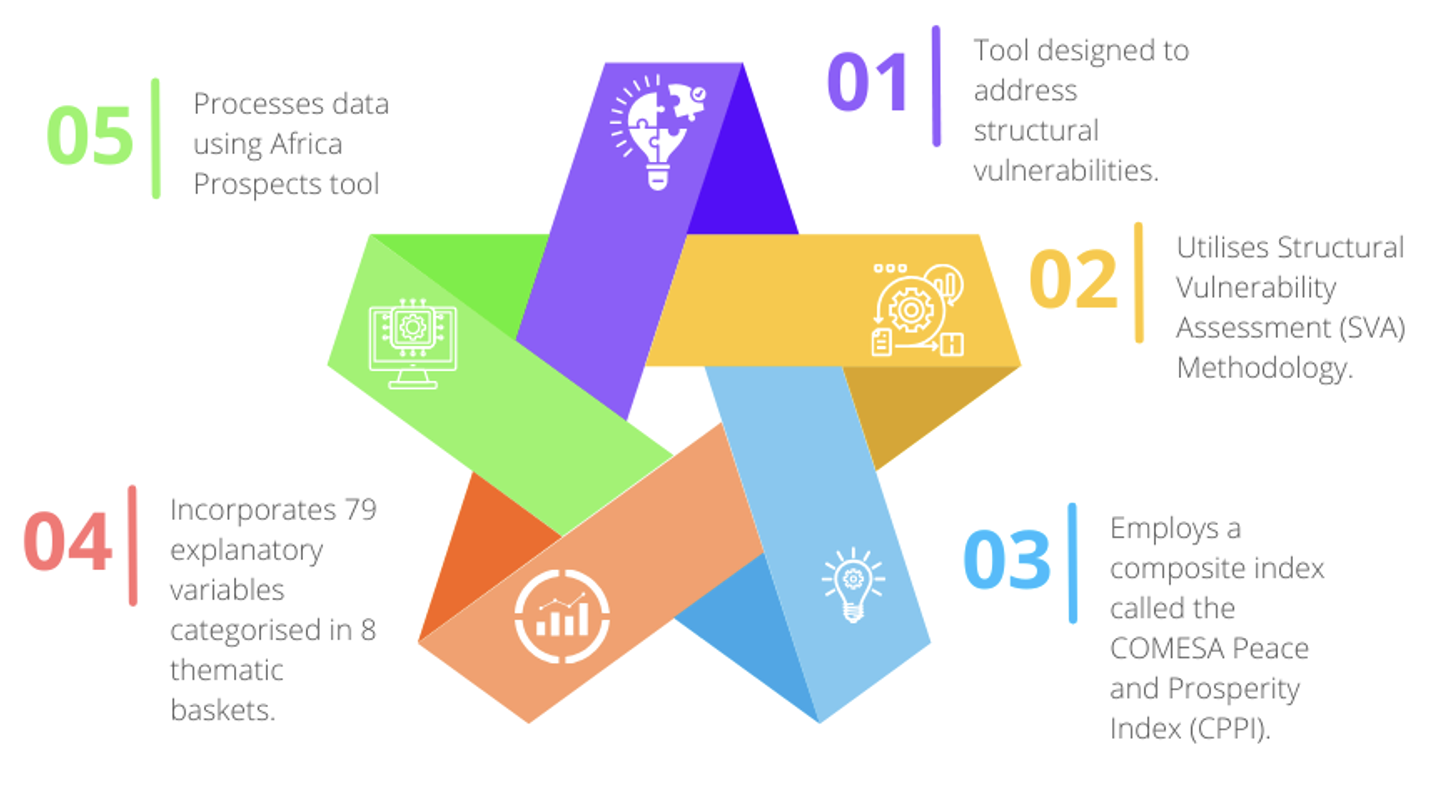 01
Tool designed to
address
structural
vulnerabilities.
02
Utilises Structural
Vulnerability
Assessment (SVA)
Methodology.
03
Employs a
composite index
called the
COMESA Peace
and Prosperity
Index (CPPI).
04
Incorporates 79
explanatory
variables
categorised in 8
thematic
baskets.
05
Processes data
using Africa
Prospects tool